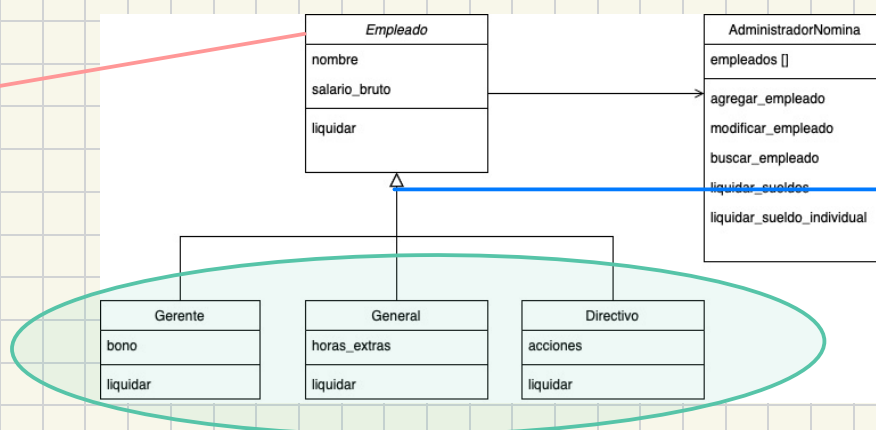 Empleado
nombre
salario_bruto
liquidar
AdministradorNomina
empleados []
agregar_empleado
modificar_empleado
buscar_empleado
liquidar_sueldos
liquidar_sueldo_individual
Gerente
bono
liquidar
General
horas_extras
liquidar
Directivo
acciones
liquidar